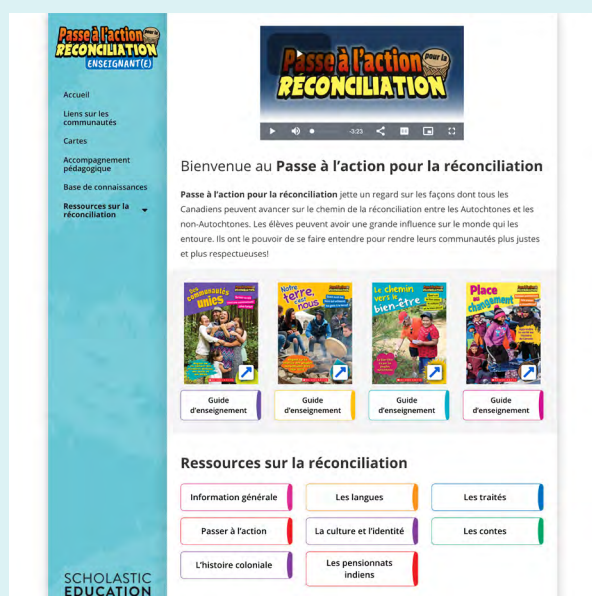 Passe à l'action
RÉCONCILIATION
ENSEIGNANT(E)
Accueil
Liens sur les
communautés
Cartes
Accompagnement
pédagogique
Base de connaissances
Ressources sur la
réconciliation
SCHOLASTIC
EDUCATION
Passe à l'action pour la
RÉCONCILIATION
-3:23
Bienvenue au Passe à l'action pour la réconciliation
Passe à l'action pour la réconciliation jette un regard sur les façons dont tous les
Canadiens peuvent avancer sur le chemin de la réconciliation entre les Autochtones et les
non-Autochtones. Les élèves peuvent avoir une grande influence sur le monde qui les
entoure. Ils ont le pouvoir de se faire entendre pour rendre leurs communautés plus justes
et plus respectueuses!
Des
communautés
unies
Notre
terre,
c'est
nous
Le chemin
vers le
bien-être
Place
au
changement
Guide
d'enseignement
Guide
d'enseignement
Guide
d'enseignement
Guide
d'enseignement
Ressources sur la réconciliation
Information générale
Les langues
Les traités
Passer à l'action
La culture et l'identité
Les contes
L'histoire coloniale
Les pensionnats
indiens